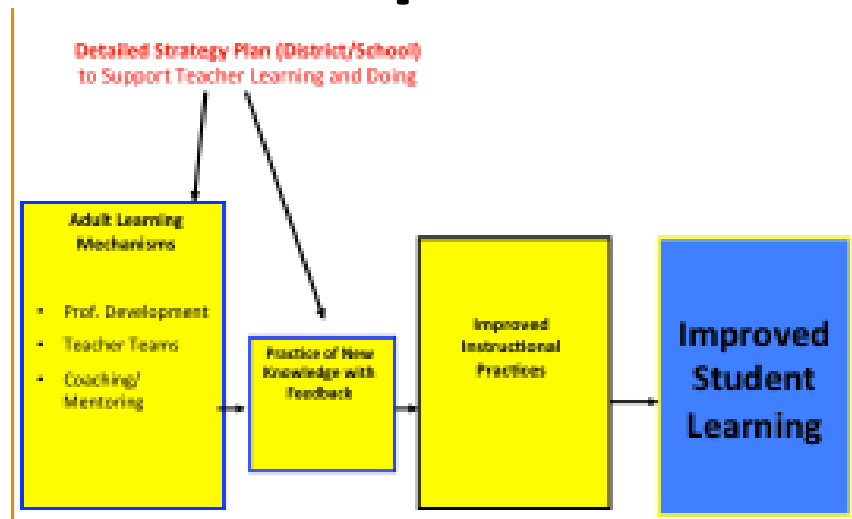 Detailed Strategy Plan (District/School)
to Support Teacher Learning and Doing
Adult Learning
Mechanisms
• Prof. Development
• Teacher Teams
• Coaching/
Mentoring
Practice of New
Knowledge with
Feedback
Improved
Instructional
Practices
Improved
Student
Learning